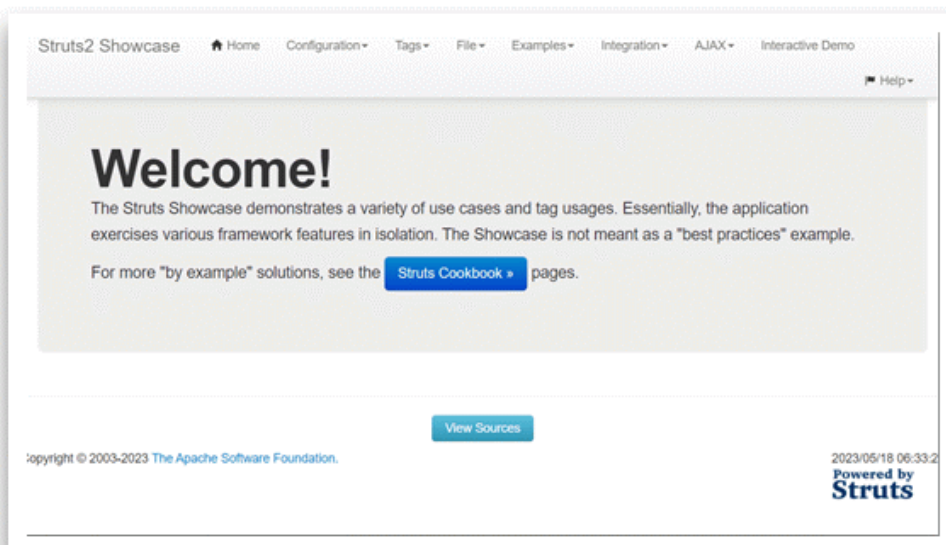 Struts2 Showcase Home Configuration Tags File Examples Integration AJAX Interactive Demo
Help
Welcome!
The Struts Showcase demonstrates a variety of use cases and tag usages. Essentially, the application
exercises various framework features in isolation. The Showcase is not meant as a "best practices" example.
For more "by example" solutions, see the Struts Cookbook » pages.
View Sources
opyright © 2003-2023 The Apache Software Foundation. 2023/05/18 06:33:2
Powered by
Struts